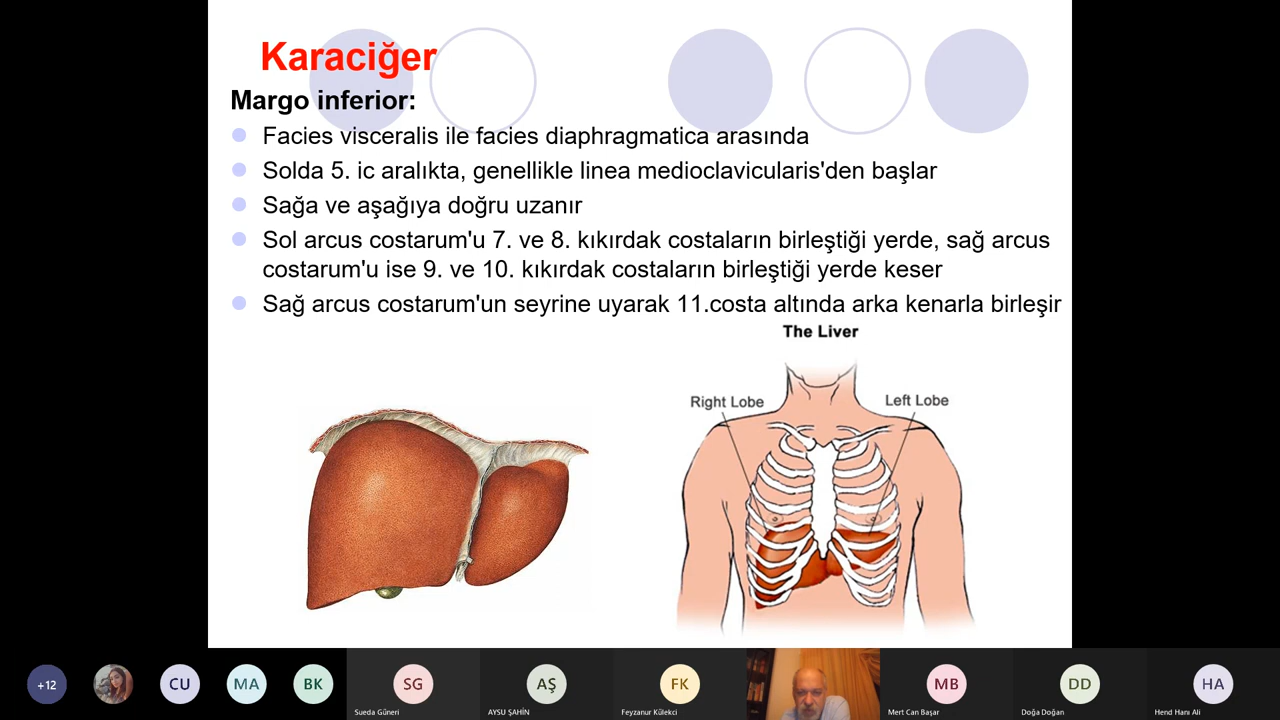 Karaciğer
Margo inferior:
Facies visceralis ile facies diaphragmatica arasında
Solda 5. ic aralıkta, genellikle linea medioclavicularis'den başlar
Sağa ve aşağıya doğru uzanır
Sol arcus costarum'u 7. ve 8. kıkırdak costaların birleştiği yerde, sağ arcus
costarum'u ise 9. ve 10. kıkırdak costaların birleştiği yerde keser
Sağ arcus costarum'un seyrine uyarak 11.costa altında arka kenarla birleşir
The Liver
Right Lobe
Left Lobe
+12
CU
MA
BK
SG
AŞ
FK
MB
DD
HA
Sueda Güneri
AYSU ŞAHİN
Feyzanur Külekci
Mert Can Başar
Doğa Doğan
Hend Hanı Ali